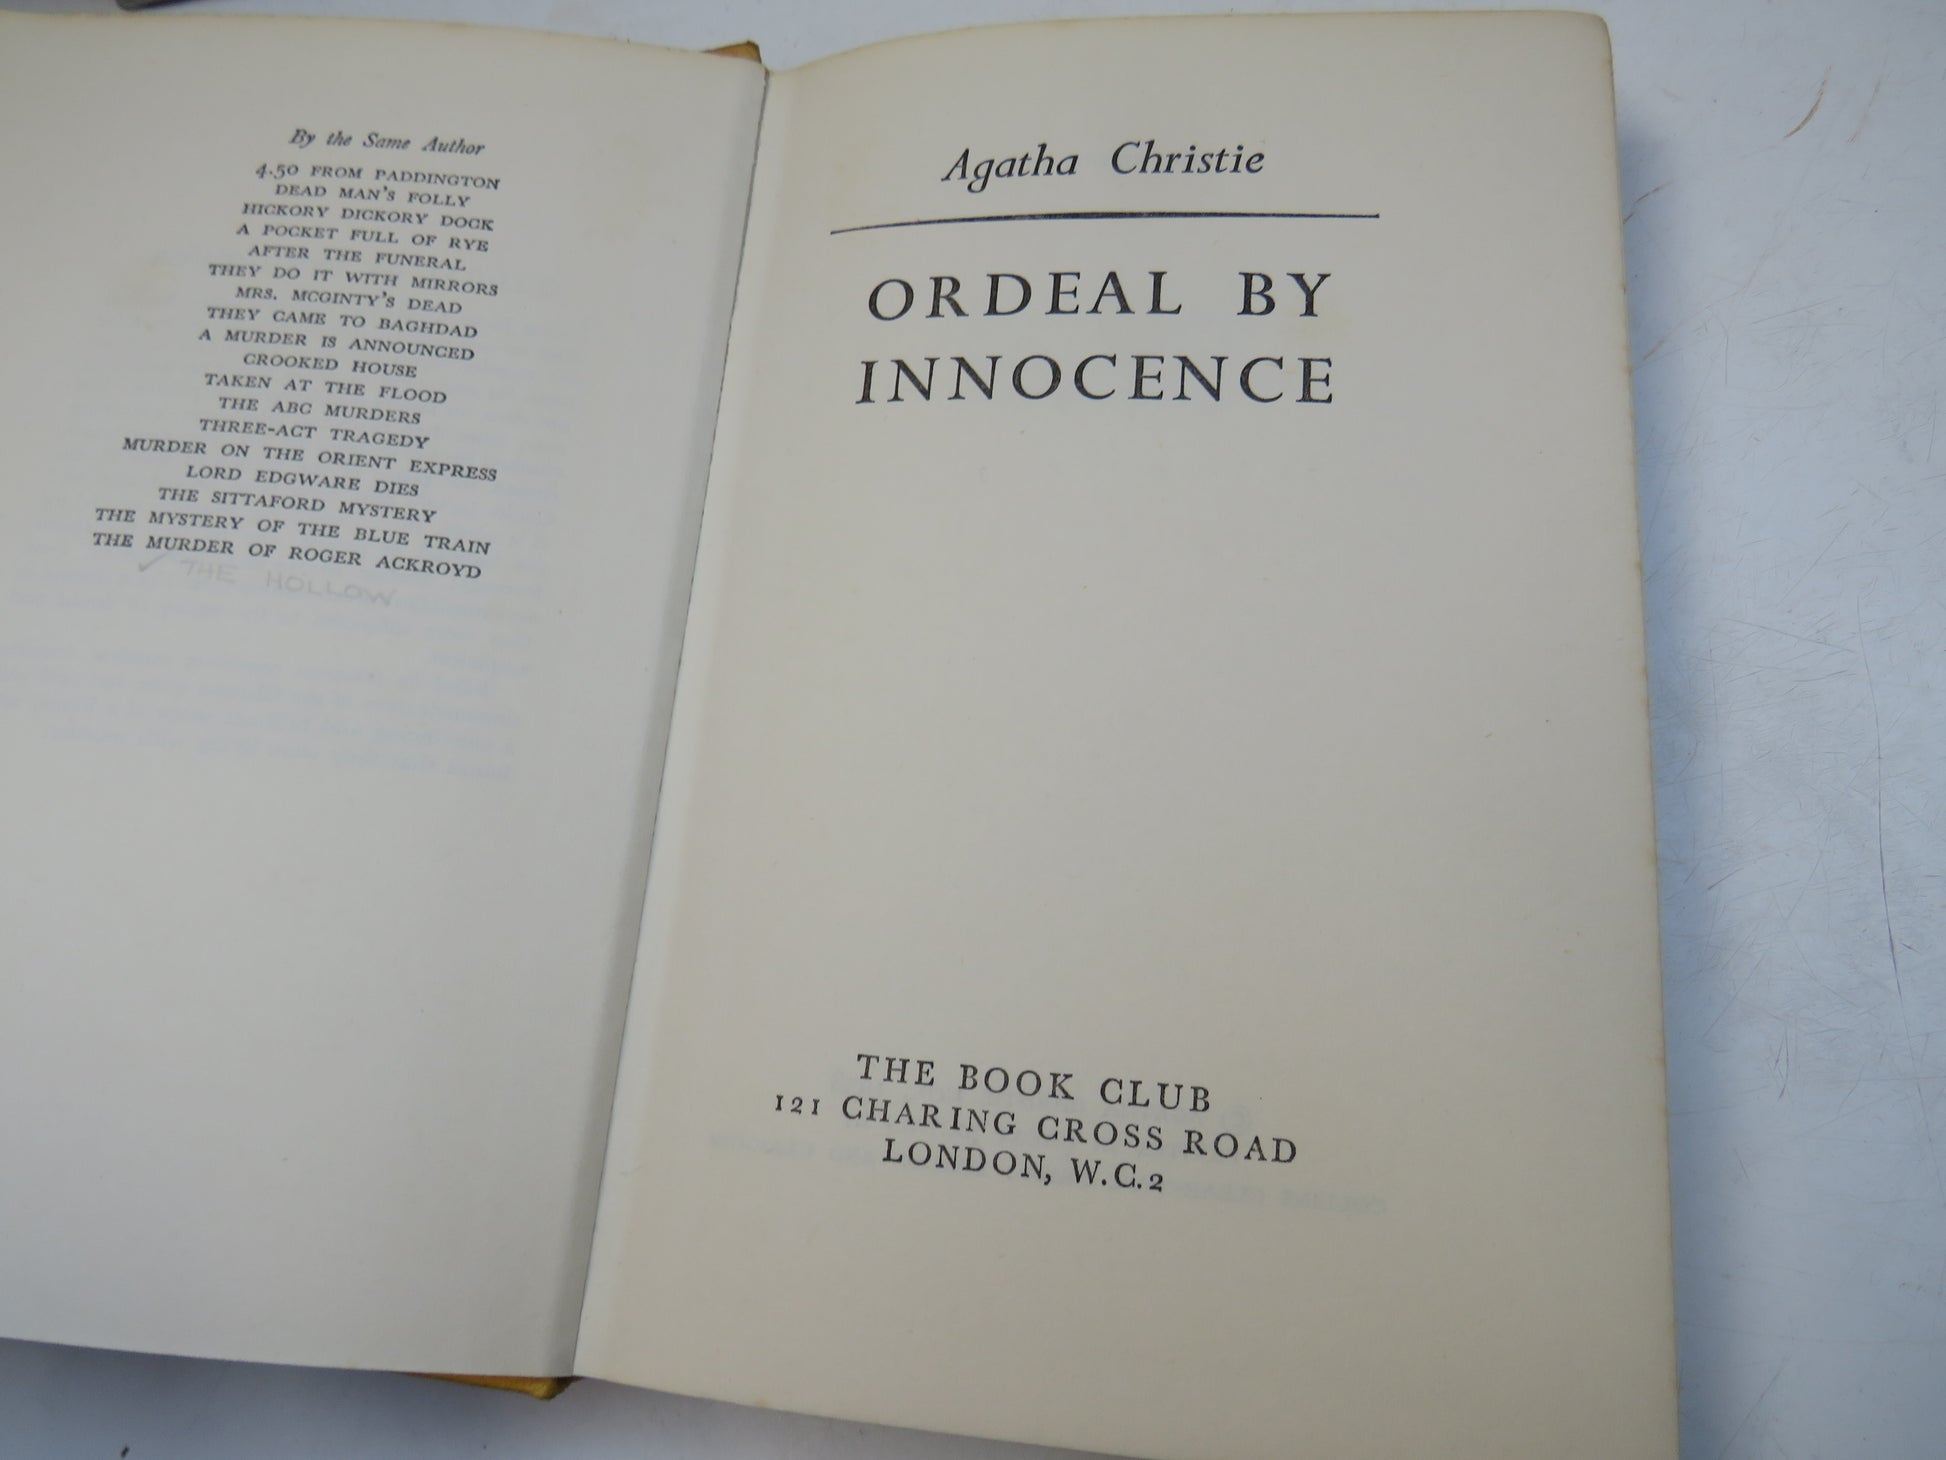 By the Same Author
4.50 FROM PADDINGTON
DEAD MAN'S FOLLY
HICKORY DICKORY DOCK
A POCKET FULL OF RYE
AFTER THE FUNERAL
THEY DO IT WITH MIRRORS
MRS. MCGINTY'S DEAD
THEY CAME TO BAGHDAD
A MURDER IS ANNOUNCED
CROOKED HOUSE
TAKEN AT THE FLOOD
THE ABC MURDERS
THREE-ACT TRAGEDY
MURDER ON THE ORIENT EXPRESS
LORD EDGWARE DIES
THE SITTAFORD MYSTERY
THE MYSTERY OF THE BLUE TRAIN
THE MURDER OF ROGER ACKROYD
✓ THE HOLLOW
Agatha Christie
ORDEAL BY
INNOCENCE
THE BOOK CLUB
121 CHARING CROSS ROAD
LONDON, W.C.2